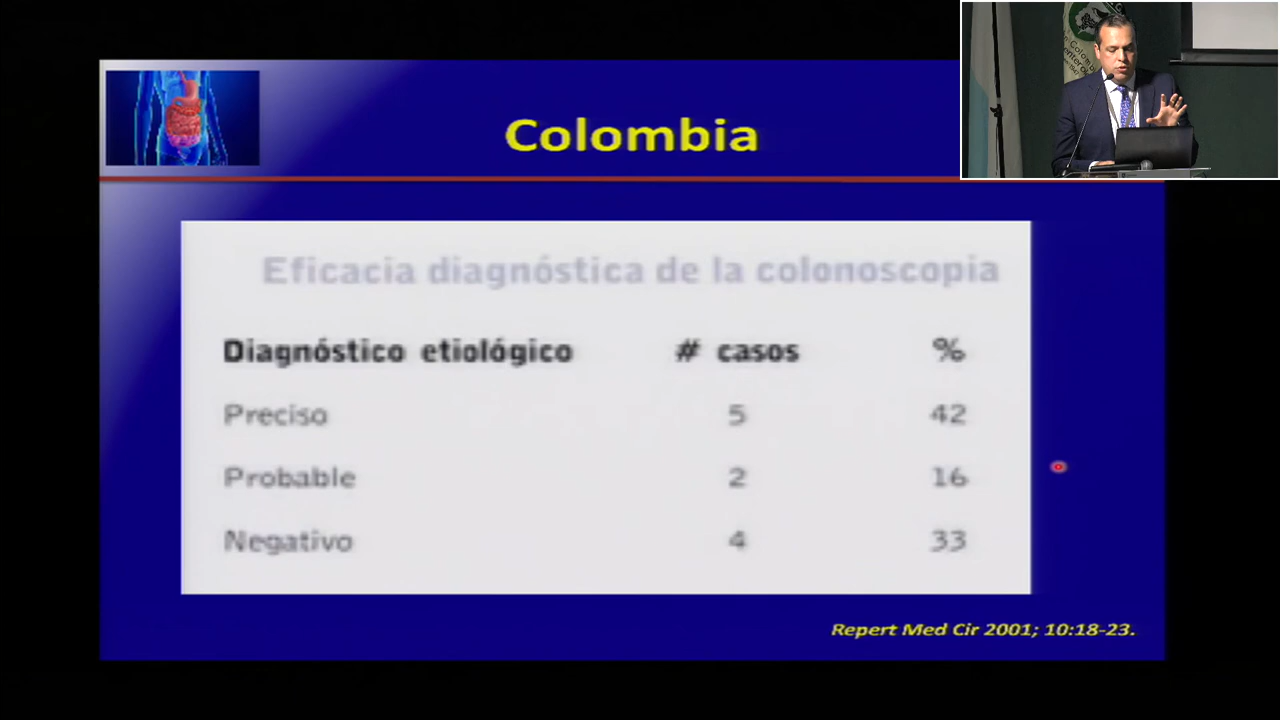 Colombia
Eficacia diagnóstica de la colonoscopia
Diagnóstico etiológico # casos %
Preciso 5 42
Probable 2 16
Negativo 4 33
Repert Med Cir 2001; 10:18-23.